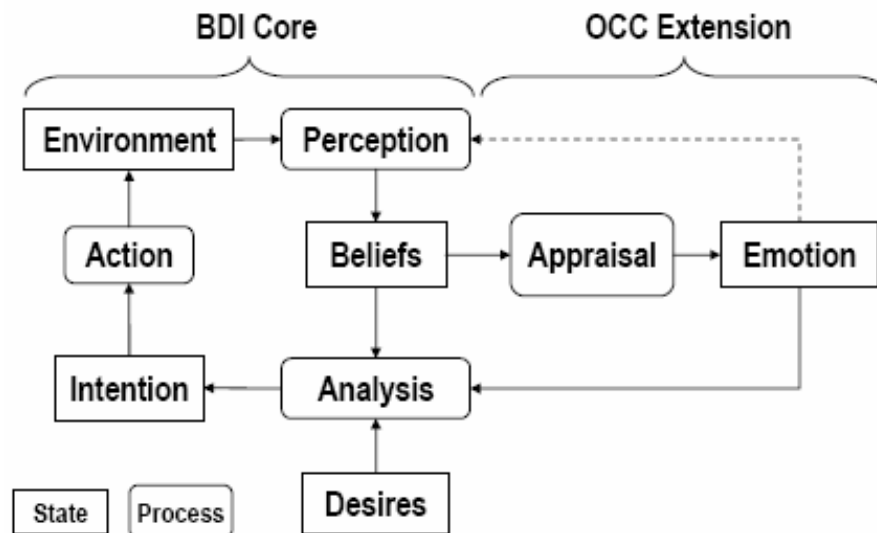 BDI Core
OCC Extension
Environment
Perception
Action
Beliefs
Appraisal
Emotion
Intention
Analysis
Desires
State
Process